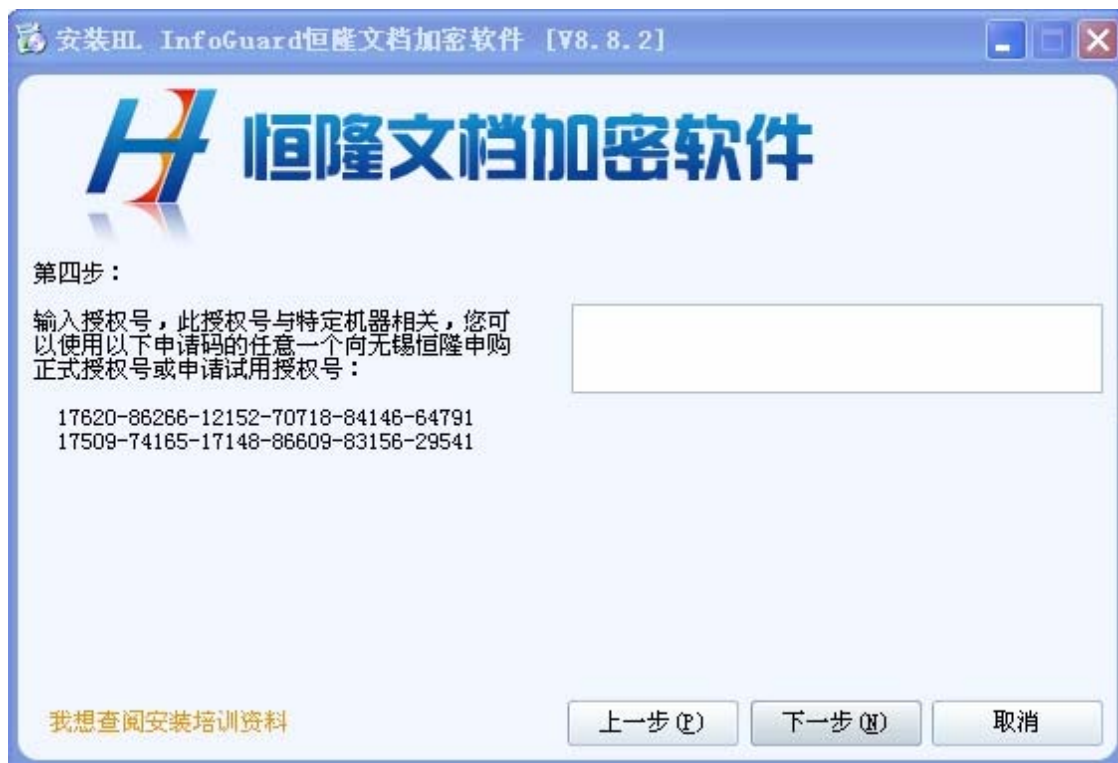 安装HL InfoGuard恒隆文档加密软件 [V8.8.2]
恒隆文档加密软件
第四步：
输入授权号，此授权号与特定机器相关，您可
以使用以下申请码的任意一个向无锡恒隆申购
正式授权号或申请试用授权号：
17620-86266-12152-70718-84146-64791
17509-74165-17148-86609-83156-29541
我想查阅安装培训资料
上一步(P)
下一步(N)
取消